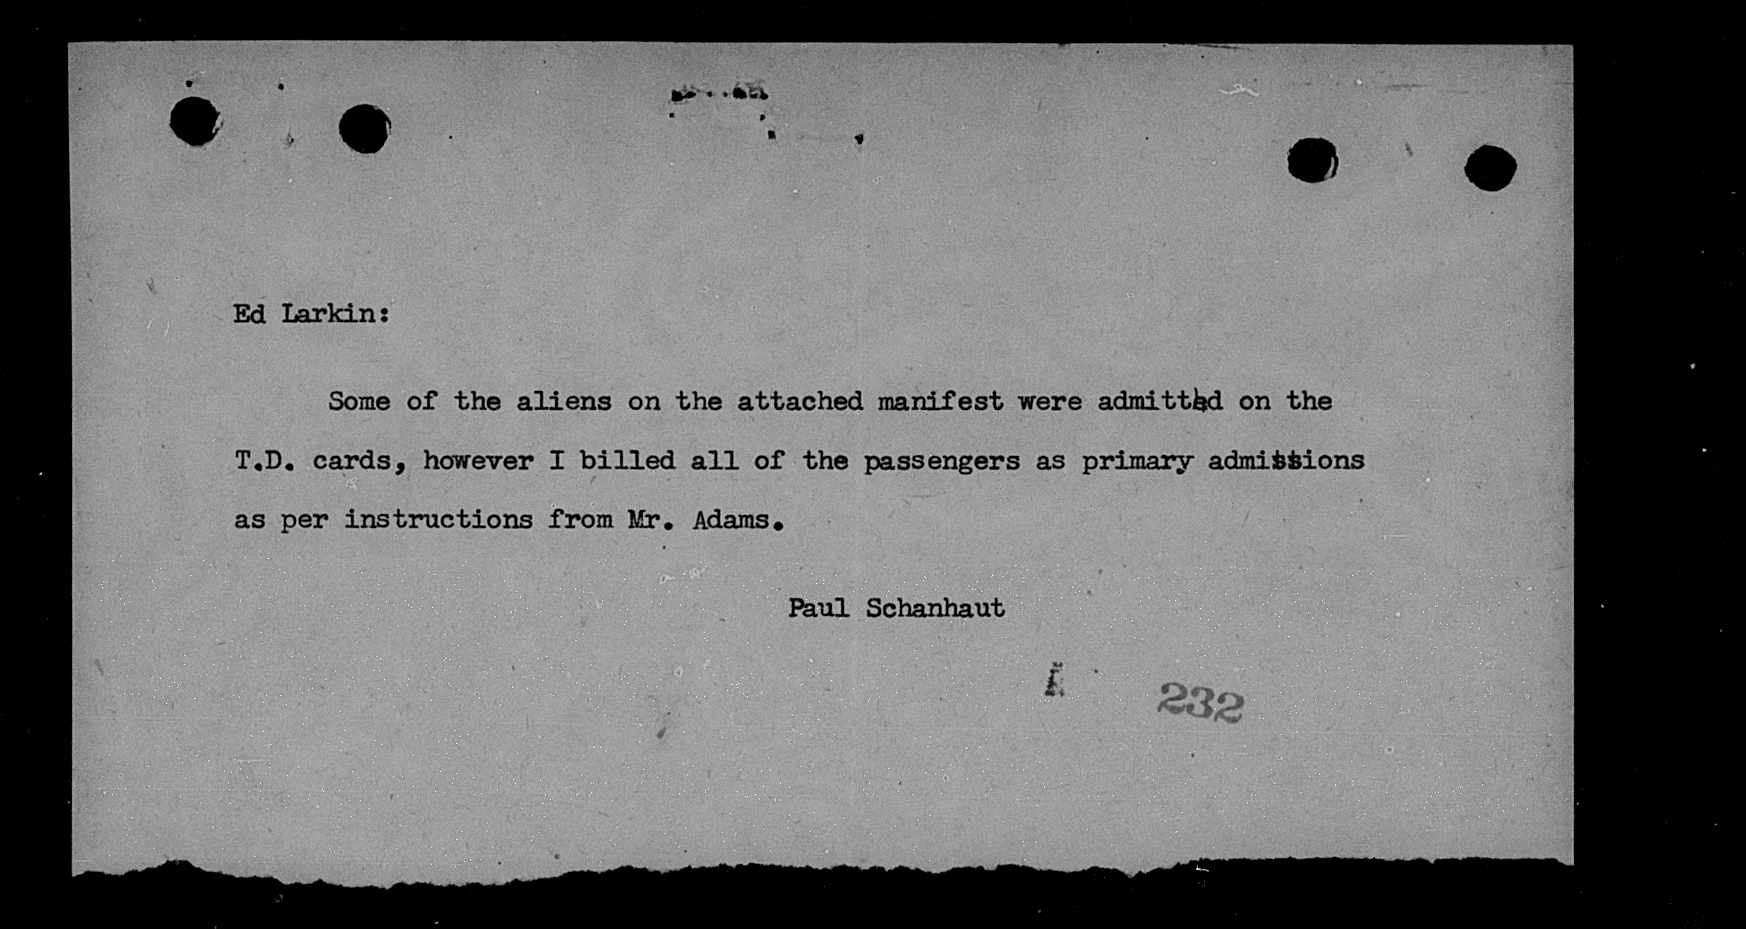 Ed Larkin:
Some of the aliens on the attached manifest were admitted on the
T.D. cards, however I billed all of the passengers as primary admissions
as per instructions from Mr. Adams.
Paul Schanhaut
232